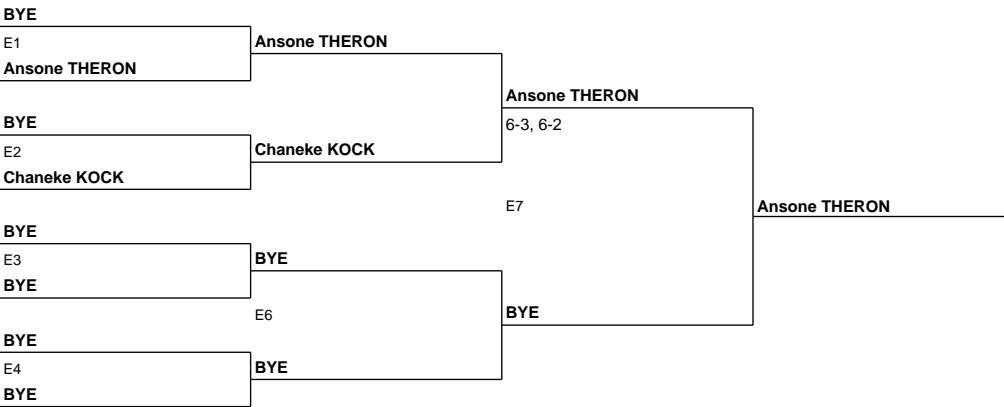 BYE
E1
Ansone THERON
Ansone THERON
Ansone THERON
6-3, 6-2
BYE
E2
Chaneke KOCK
Chaneke KOCK
E7
Ansone THERON
BYE
E3
BYE
BYE
E6
BYE
BYE
E4
BYE
BYE